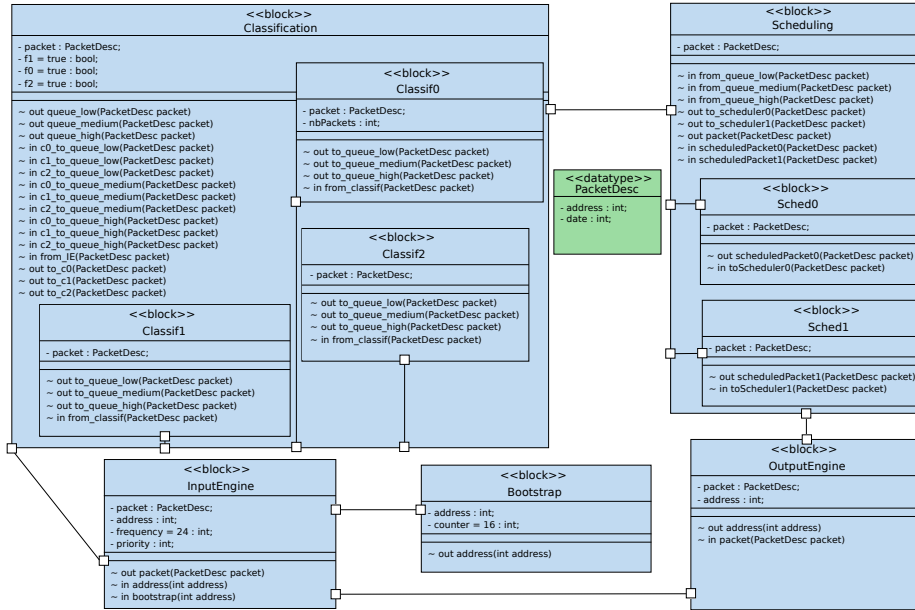 <<block>>
Classification
- packet : PacketDesc;
- f1 = true : bool;
- f0 = true : bool;
- f2 = true : bool;
~ out queue_low(PacketDesc packet)
~ out queue_medium(PacketDesc packet)
~ out queue_high(PacketDesc packet)
~ in c0_to_queue_low(PacketDesc packet)
~ in c1_to_queue_low(PacketDesc packet)
~ in c2_to_queue_low(PacketDesc packet)
~ in c0_to_queue_medium(PacketDesc packet)
~ in c1_to_queue_medium(PacketDesc packet)
~ in c2_to_queue_medium(PacketDesc packet)
~ in c0_to_queue_high(PacketDesc packet)
~ in c1_to_queue_high(PacketDesc packet)
~ in c2_to_queue_high(PacketDesc packet)
~ in from_IE(PacketDesc packet)
~ out to_c0(PacketDesc packet)
~ out to_c1(PacketDesc packet)
~ out to_c2(PacketDesc packet)
<<block>>
Classif0
- packet : PacketDesc;
- nbPackets : int;
~ out to_queue_low(PacketDesc packet)
~ out to_queue_medium(PacketDesc packet)
~ out to_queue_high(PacketDesc packet)
~ in from_classif(PacketDesc packet)
<<block>>
Classif2
- packet : PacketDesc;
~ out to_queue_low(PacketDesc packet)
~ out to_queue_medium(PacketDesc packet)
~ out to_queue_high(PacketDesc packet)
~ in from_classif(PacketDesc packet)
<<block>>
Classif1
- packet : PacketDesc;
~ out to_queue_low(PacketDesc packet)
~ out to_queue_medium(PacketDesc packet)
~ out to_queue_high(PacketDesc packet)
~ in from_classif(PacketDesc packet)
<<datatype>>
PacketDesc
- address : int;
- date : int;
<<block>>
Scheduling
- packet : PacketDesc;
~ in from_queue_low(PacketDesc packet)
~ in from_queue_medium(PacketDesc packet)
~ in from_queue_high(PacketDesc packet)
~ out to_scheduler0(PacketDesc packet)
~ out to_scheduler1(PacketDesc packet)
~ out packet(PacketDesc packet)
~ in scheduledPacket0(PacketDesc packet)
~ in scheduledPacket1(PacketDesc packet)
<<block>>
Sched0
- packet : PacketDesc;
~ out scheduledPacket0(PacketDesc packet)
~ in toScheduler0(PacketDesc packet)
<<block>>
Sched1
- packet : PacketDesc;
~ out scheduledPacket1(PacketDesc packet)
~ in toScheduler1(PacketDesc packet)
<<block>>
InputEngine
- packet : PacketDesc;
- address : int;
- frequency = 24 : int;
- priority : int;
~ out packet(PacketDesc packet)
~ in address(int address)
~ in bootstrap(int address)
<<block>>
Bootstrap
- address : int;
- counter = 16 : int;
~ out address(int address)
<<block>>
OutputEngine
- packet : PacketDesc;
- address : int;
~ out address(int address)
~ in packet(PacketDesc packet)